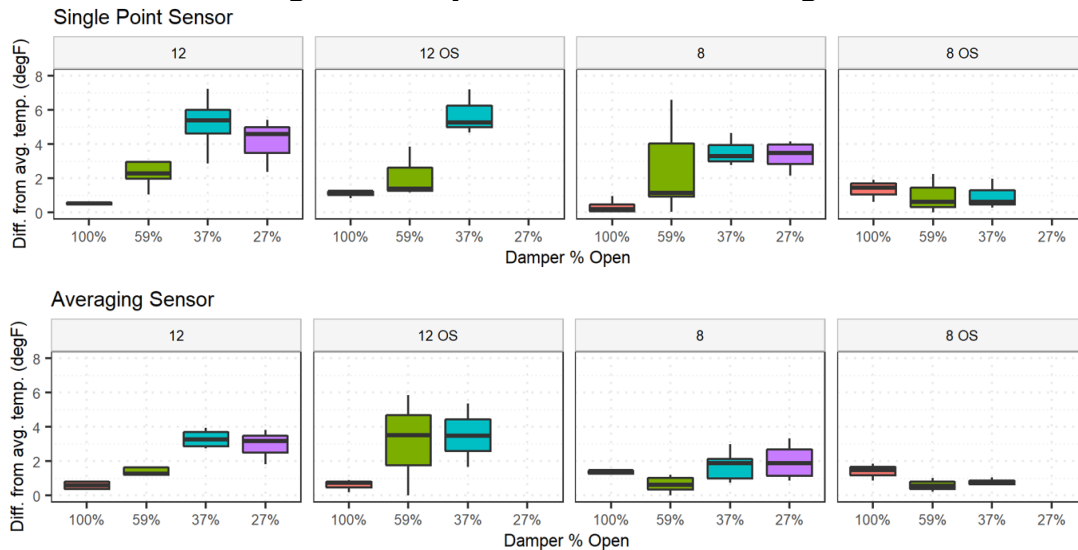 Single Point Sensor
12 12 OS 8 8 OS
Diff. from avg. temp. (degF)
8
6
4
2
0
100% 59% 37% 27% 100% 59% 37% 27% 100% 59% 37% 27% 100% 59% 37% 27%
Damper % Open
Averaging Sensor
12 12 OS 8 8 OS
Diff. from avg. temp. (degF)
8
6
4
2
0
100% 59% 37% 27% 100% 59% 37% 27% 100% 59% 37% 27% 100% 59% 37% 27%
Damper % Open